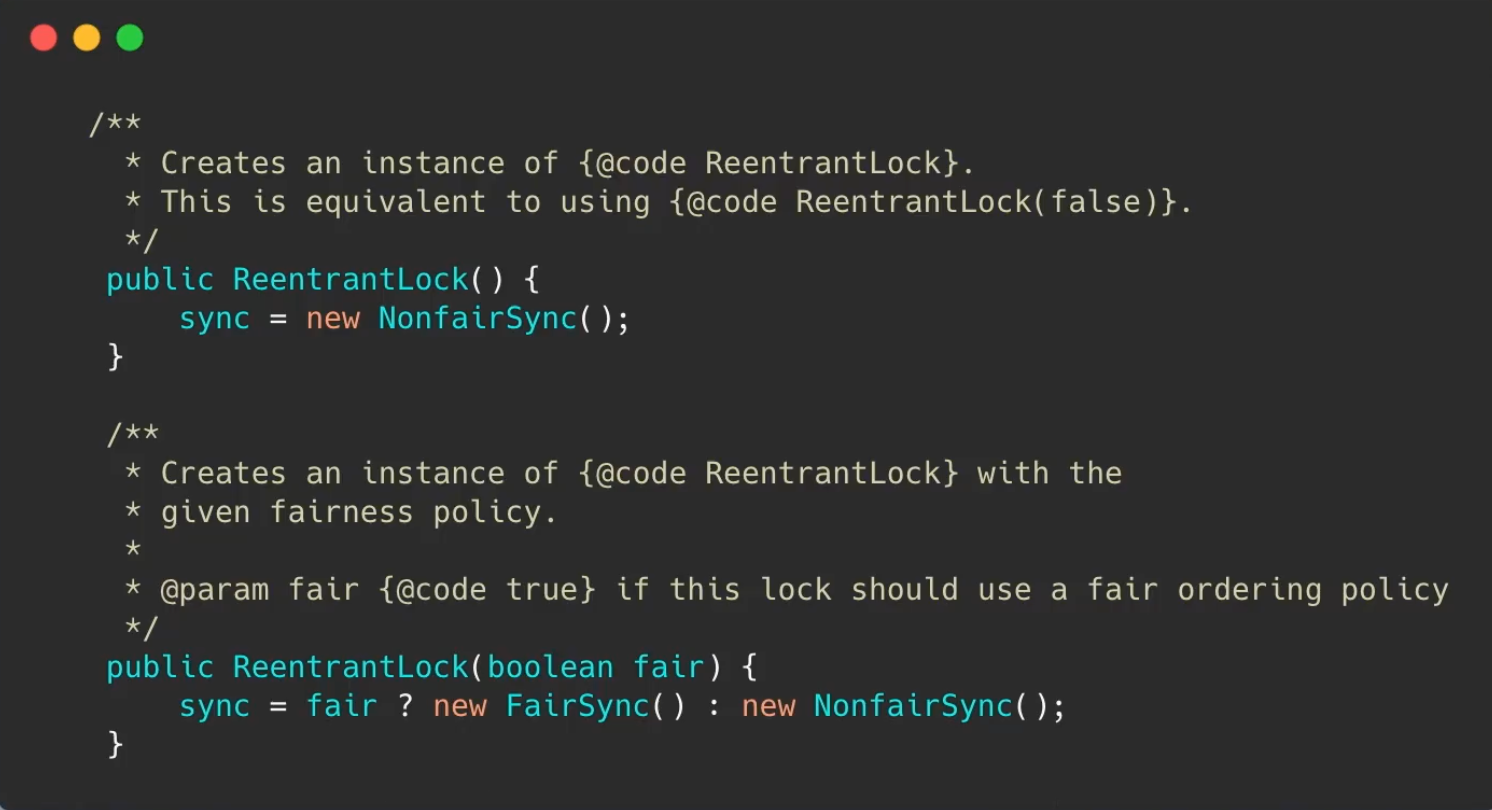 /**
* Creates an instance of {@code ReentrantLock}.
* This is equivalent to using {@code ReentrantLock(false)}.
*/
public ReentrantLock() {
sync = new NonfairSync();
}
/**
* Creates an instance of {@code ReentrantLock} with the
* given fairness policy.
*
* @param fair {@code true} if this lock should use a fair ordering policy
*/
public ReentrantLock(boolean fair) {
sync = fair ? new FairSync() : new NonfairSync();
}